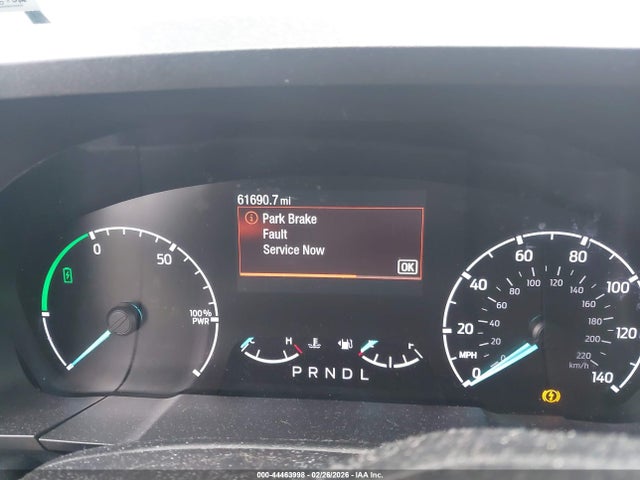 61690.7 mi
Park Brake
Fault
Service Now
OK
0
50
100%
PWR
C H
F
P R N D L
0
20
40
60
80
100
120
140
MPH
0
20
40
60
80
100
120
140
160
180
200
220
km/h
000-44463998 02/26/2026 IAA Inc.